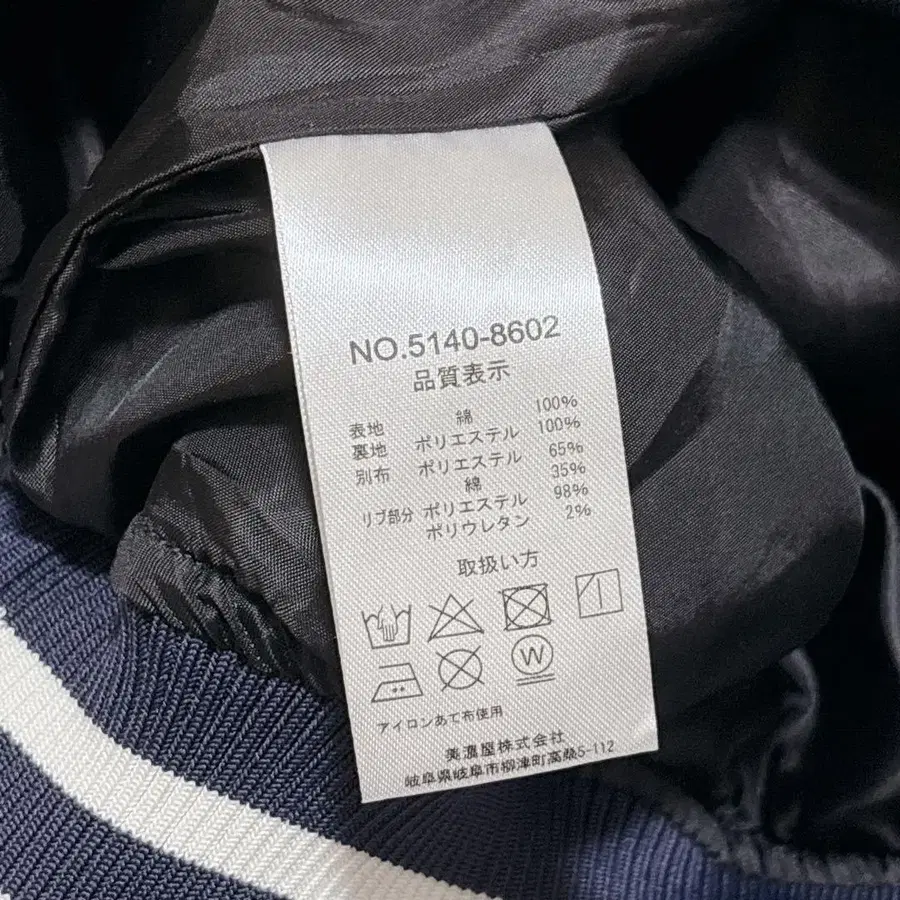 NO.5140-8602
品質表示
表地 綿 100%
裏地 ポリエステル 100%
別布 ポリエステル 65%
綿 35%
リブ部分 ポリエステル 98%
ポリウレタン 2%
取扱い方
W
アイロンあて布使用
美濃屋株式会社
岐阜県岐阜市柳津町高桑5-112